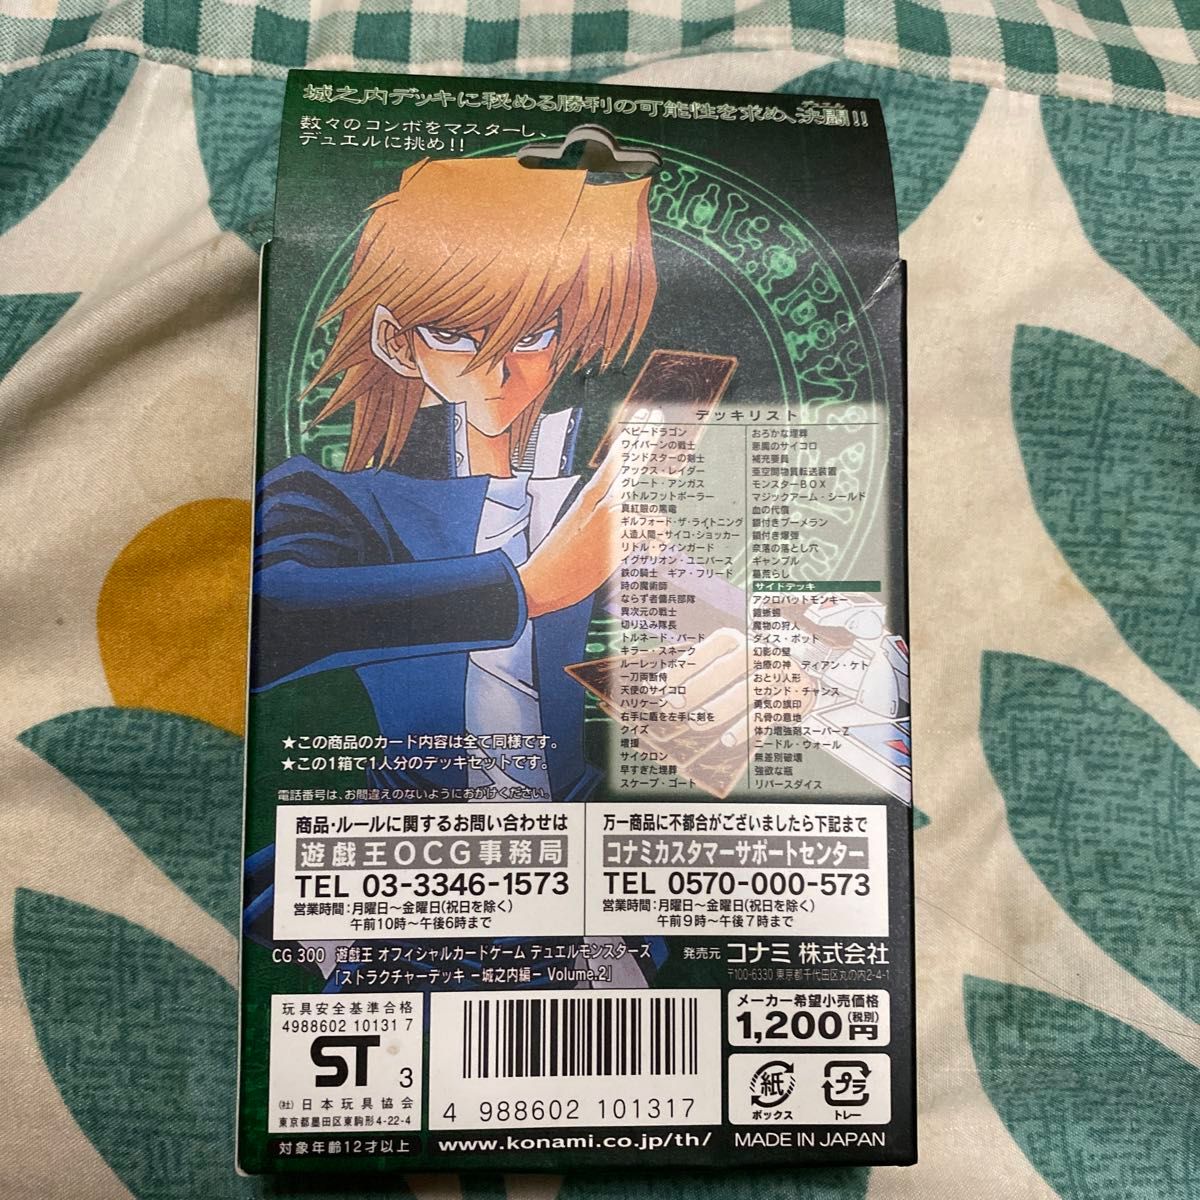 城之内デッキに秘める勝利の可能性を求め、決闘!!
数々のコンボをマスターし、
デュエルに挑め!!
デッキリスト
ベビードラゴン
ワイバーンの戦士
ランドスターの剣士
アックス・レイダー
グレート・アンガス
バトルフットボーラー
真紅眼の黒竜
ギルフォード・ザ・ライトニング
人造人間-サイコ・ショッカー
リトル・ウィンガード
イグザリオン・ユニバース
鉄の騎士 ギア・フリード
時の魔術師
ならず者傭兵部隊
異次元の戦士
切り込み隊長
トルネード・バード
キラー・スネーク
ルーレットボマー
一刀両断侍
天使のサイコロ
ハリケーン
右手に盾を左手に剣を
クイズ
増援
サイクロン
早すぎた埋葬
スケープ・ゴート
おろかな埋葬
悪魔のサイコロ
補充要員
亜空間物質転送装置
モンスターBOX
マジックアーム・シールド
血の代償
鎖付きブーメラン
鎖付き爆弾
奈落の落とし穴
ギャンブル
墓荒らし
サイドデッキ
アクロバットモンキー
鎧蜥蜴
魔物の狩人
ダイス・ポット
幻影の壁
治療の神 ディアン・ケト
おとり人形
セカンド・チャンス
勇気の旗印
凡骨の意地
体力増強剤スーパーZ
ニードル・ウォール
無差別破壊
強欲な瓶
リバースダイス
★この商品のカード内容は全て同様です。
★この1箱で1人分のデッキセットです。
電話番号は、お間違えのないようにおかけください。
商品・ルールに関するお問い合わせは
遊戯王OCG事務局
TEL 03-3346-1573
営業時間:月曜日〜金曜日(祝日を除く)
午前10時〜午後6時まで
万一商品に不都合がございましたら下記まで
コナミカスタマーサポートセンター
TEL 0570-000-573
営業時間:月曜日〜金曜日(祝日を除く)
午前9時〜午後7時まで
CG 300 遊戯王 オフィシャルカードゲーム デュエルモンスターズ
「ストラクチャーデッキ -城之内編- Volume.2」
発売元 コナミ 株式会社
〒100-6330 東京都千代田区丸の内2-4-1
玩具安全基準合格
4988602 10131 7
ST 3
(社)日本玩具協会
東京都墨田区東駒形4-22-4
対象年齢12才以上
4 988602 101317
www.konami.co.jp/th/
メーカー希望小売価格
1,200円(税別)
紙
ボックス
プラ
トレー
MADE IN JAPAN